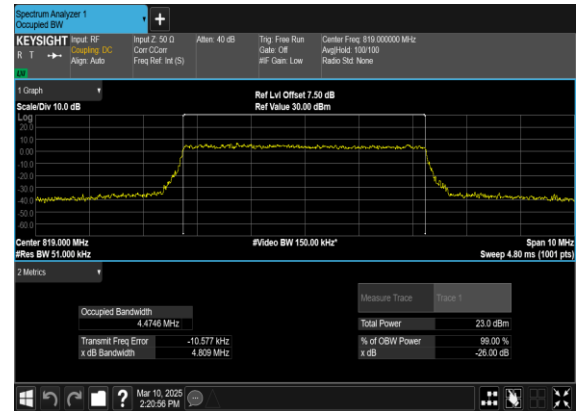 Spectrum Analyzer 1
Occupied BW
KEYSIGHT
R T
LXI
Input: RF
Coupling: DC
Align: Auto
Input Z: 50 Ω
Corr CCorr
Freq Ref: Int (S)
Atten: 40 dB
Trig: Free Run
Gate: Off
#IF Gain: Low
Center Freq: 819.000000 MHz
Avg|Hold: 100/100
Radio Std: None
1 Graph
Scale/Div 10.0 dB
Ref Lvl Offset 7.50 dB
Ref Value 30.00 dBm
Log
20.0
10.0
0.00
-10.0
-20.0
-30.0
-40.0
-50.0
-60.0
Center 819.000 MHz
#Res BW 51.000 kHz
#Video BW 150.00 kHz*
Span 10 MHz
Sweep 4.80 ms (1001 pts)
2 Metrics
Measure Trace Trace 1
Occupied Bandwidth
4.4746 MHz
Total Power 23.0 dBm
Transmit Freq Error -10.577 kHz
% of OBW Power 99.00 %
x dB Bandwidth 4.809 MHz
x dB -26.00 dB
?
Mar 10, 2025
2:20:56 PM